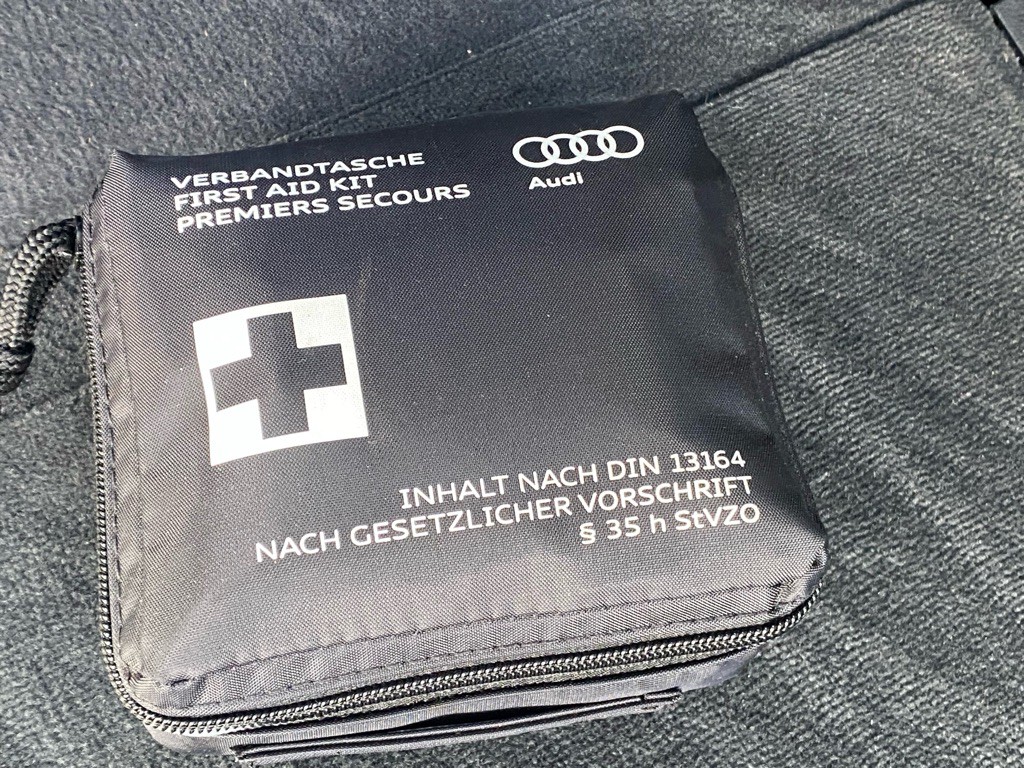 VERBANDTASCHE
FIRST AID KIT
PREMIERS SECOURS
Audi
INHALT NACH DIN 13164
NACH GESETZLICHER VORSCHRIFT
§ 35 h StVZO